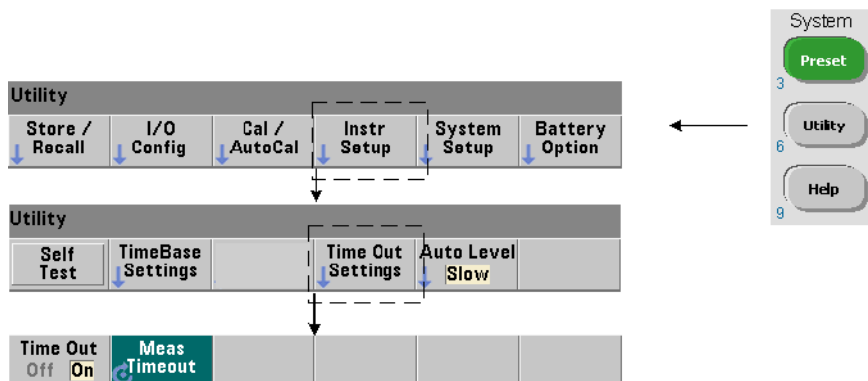 System
Preset
3
Utility
6
Help
9
Utility
Store / Recall
I/O Config
Cal / AutoCal
Instr Setup
System Setup
Battery Option
Utility
Self Test
TimeBase Settings
Time Out Settings
Auto Level Slow
Time Out
Off On
Meas Timeout